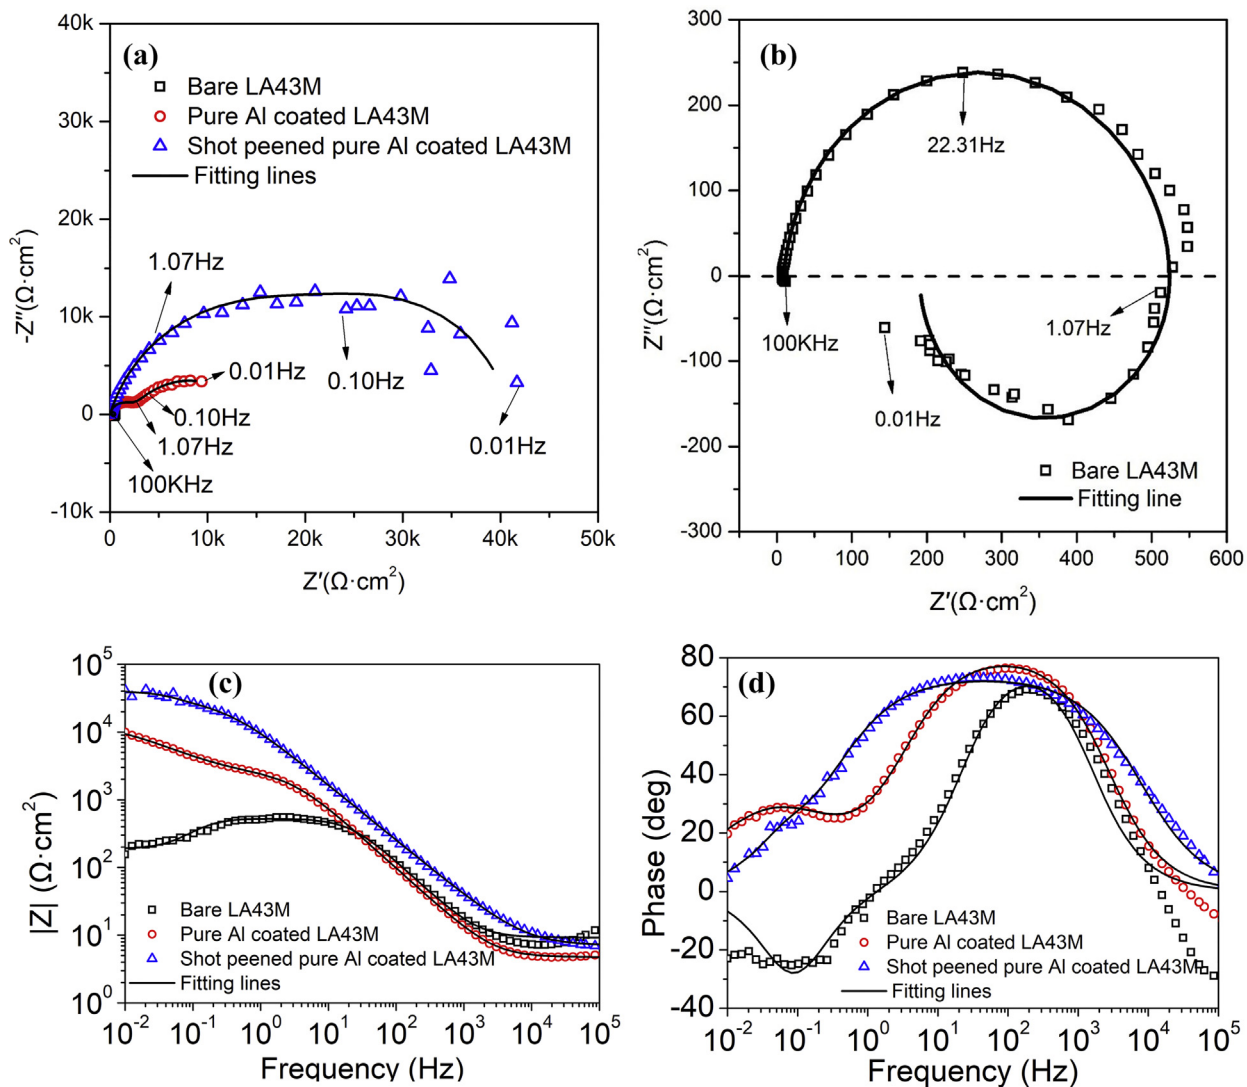 (a)
40k
30k
20k
10k
0
-10k
-Z″(Ω·cm²)
Bare LA43M
Pure Al coated LA43M
Shot peened pure Al coated LA43M
Fitting lines
1.07Hz
0.01Hz
0.10Hz
0.10Hz
1.07Hz
0.01Hz
100KHz
0 10k 20k 30k 40k 50k
Z′(Ω·cm²)
(b)
300
200
100
0
-100
-200
-300
Z″(Ω·cm²)
22.31Hz
100KHz
1.07Hz
0.01Hz
Bare LA43M
Fitting line
0 100 200 300 400 500 600
Z′(Ω·cm²)
(c)
10⁵
10⁴
10³
10²
10¹
10⁰
|Z| (Ω·cm²)
Bare LA43M
Pure Al coated LA43M
Shot peened pure Al coated LA43M
Fitting lines
10⁻² 10⁻¹ 10⁰ 10¹ 10² 10³ 10⁴ 10⁵
Frequency (Hz)
(d)
80
60
40
20
0
-20
-40
Phase (deg)
Bare LA43M
Pure Al coated LA43M
Shot peened pure Al coated LA43M
Fitting lines
10⁻² 10⁻¹ 10⁰ 10¹ 10² 10³ 10⁴ 10⁵
Frequency (Hz)